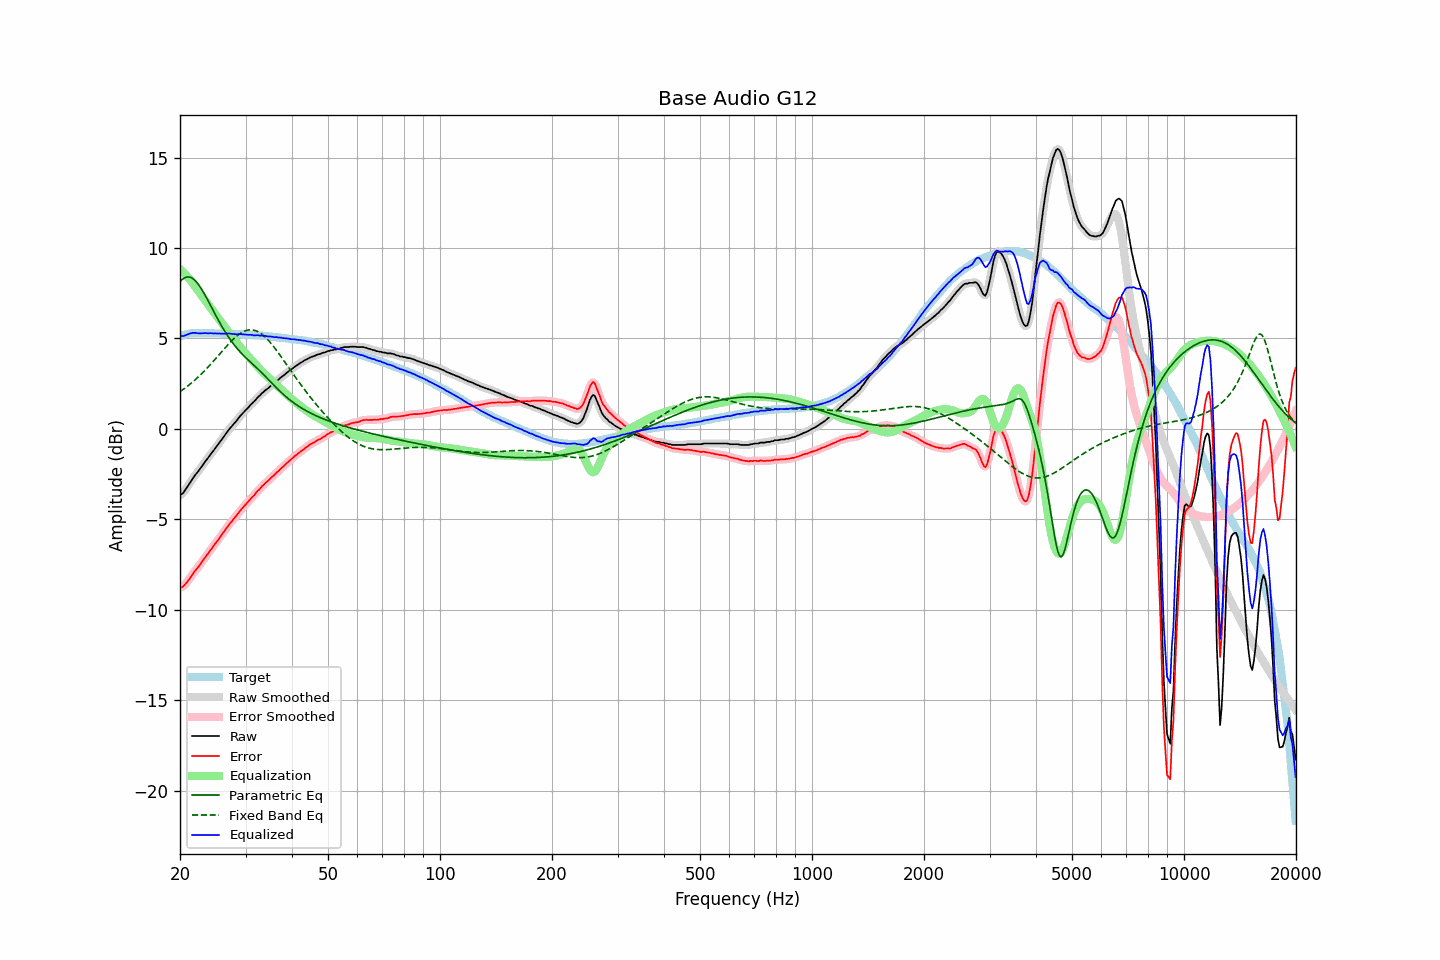 Base Audio G12
Amplitude (dBr)
15
10
5
0
−5
−10
−15
−20
Target
Raw Smoothed
Error Smoothed
Raw
Error
Equalization
Parametric Eq
Fixed Band Eq
Equalized
20 50 100 200 500 1000 2000 5000 10000 20000
Frequency (Hz)